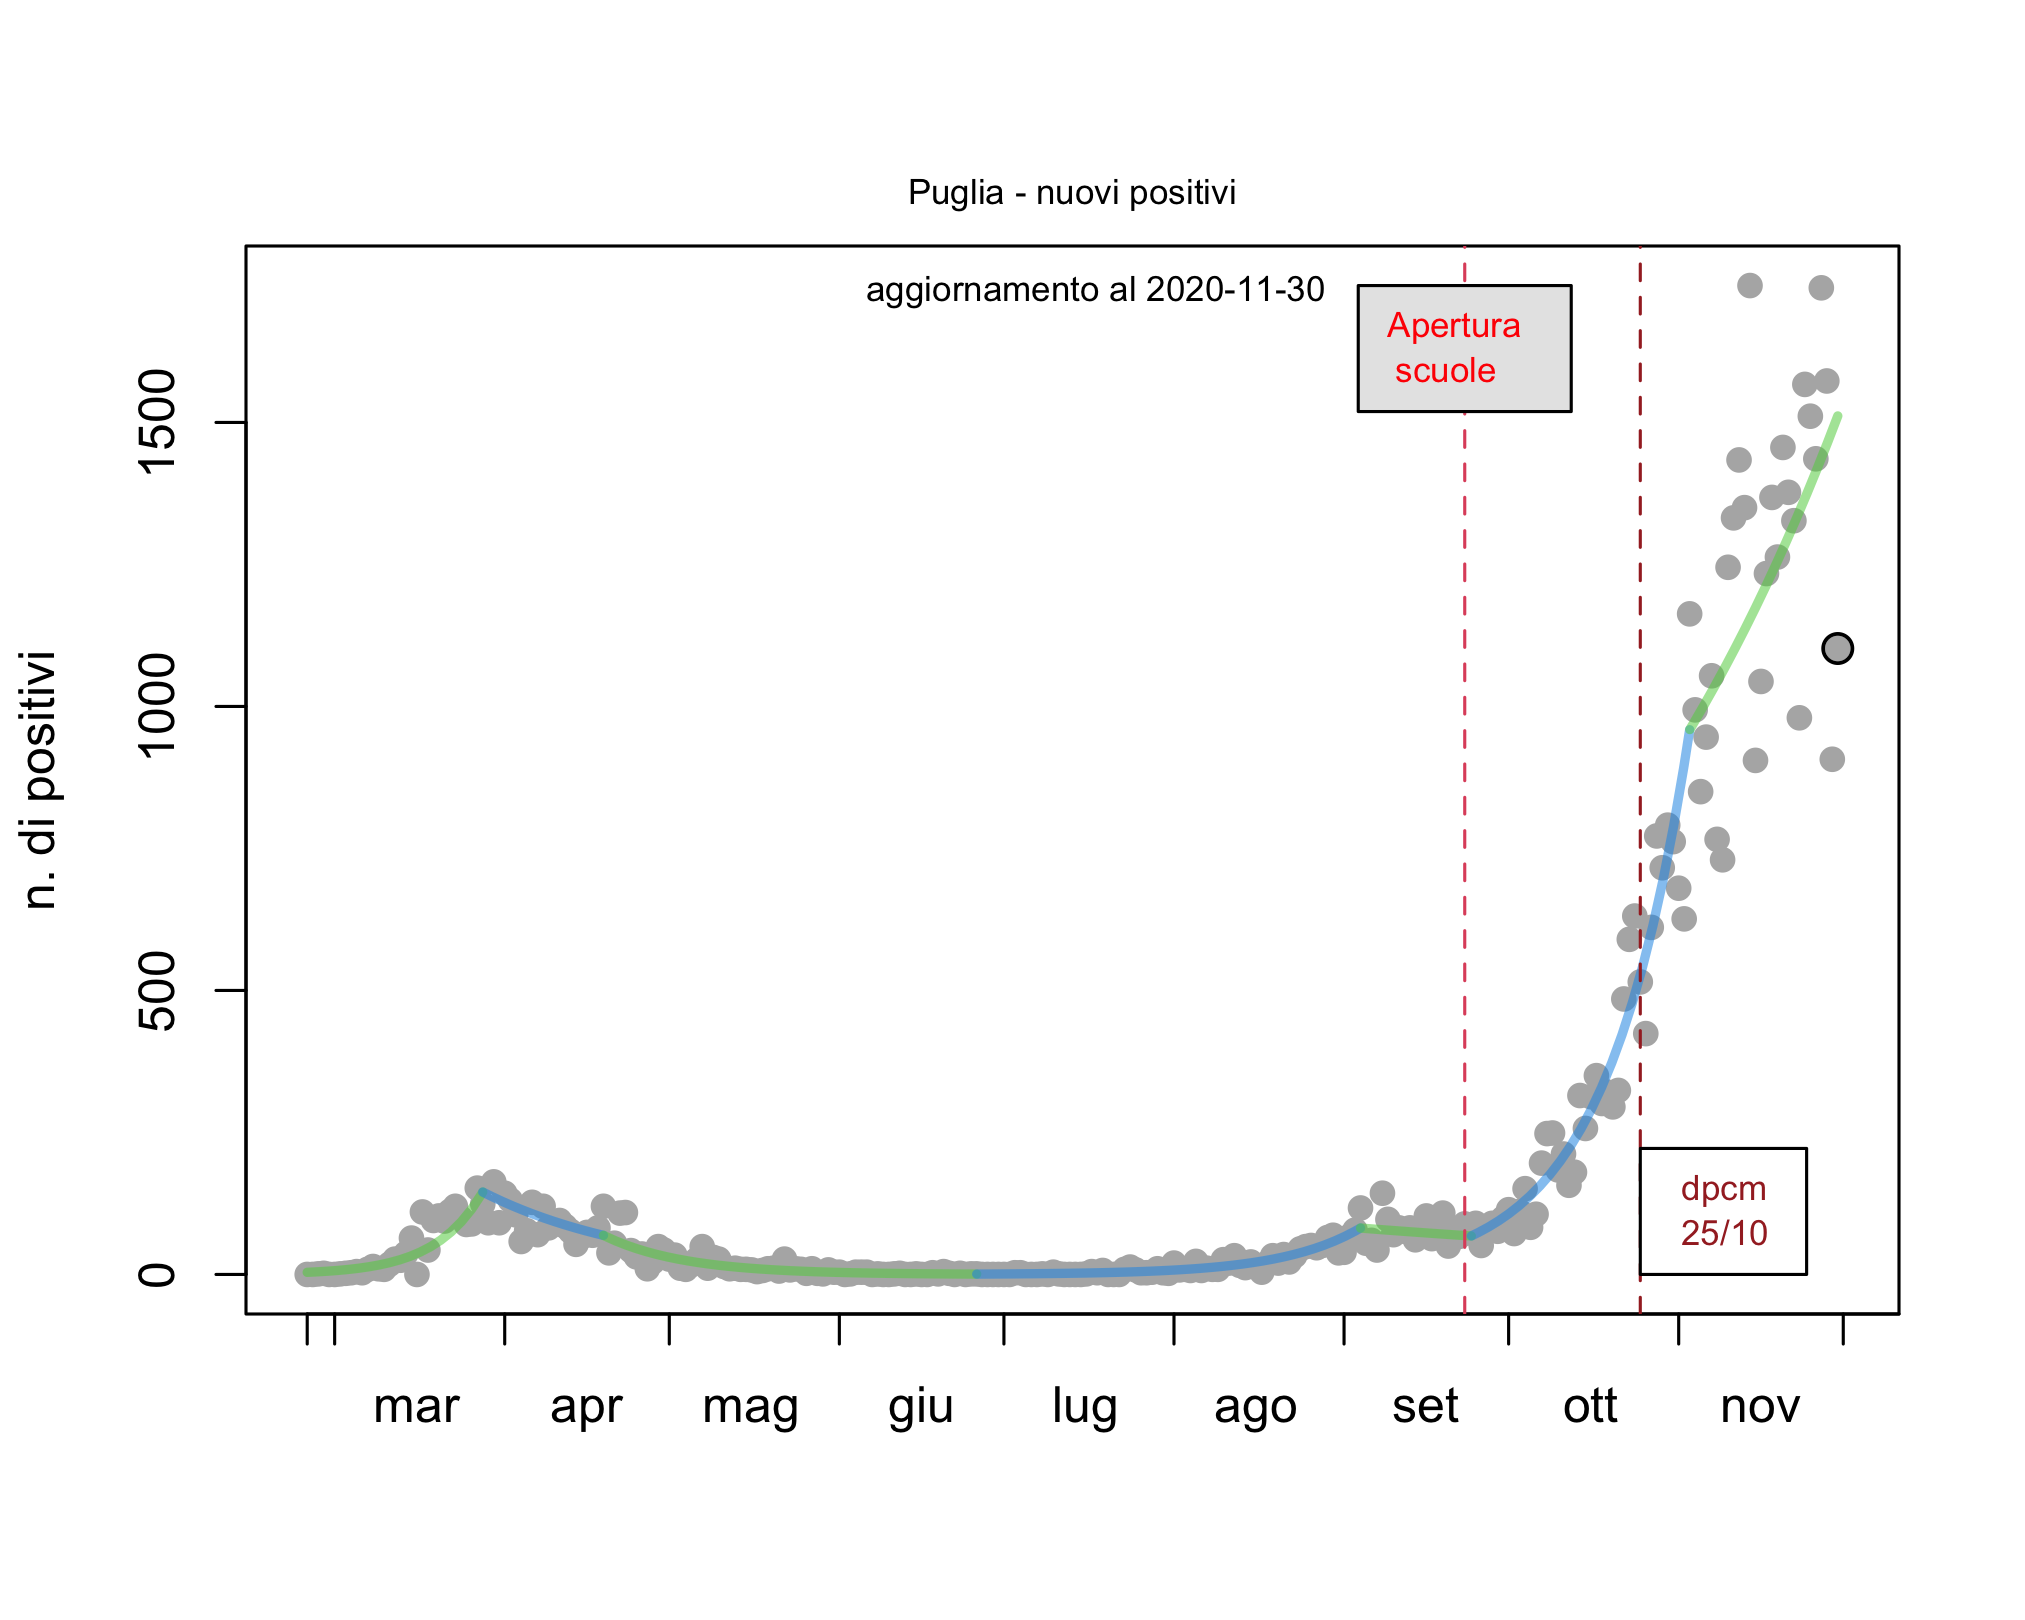 Puglia - nuovi positivi
aggiornamento al 2020-11-30
Apertura
scuole
n. di positivi
1500
1000
500
0
dpcm
25/10
mar apr mag giu lug ago set ott nov